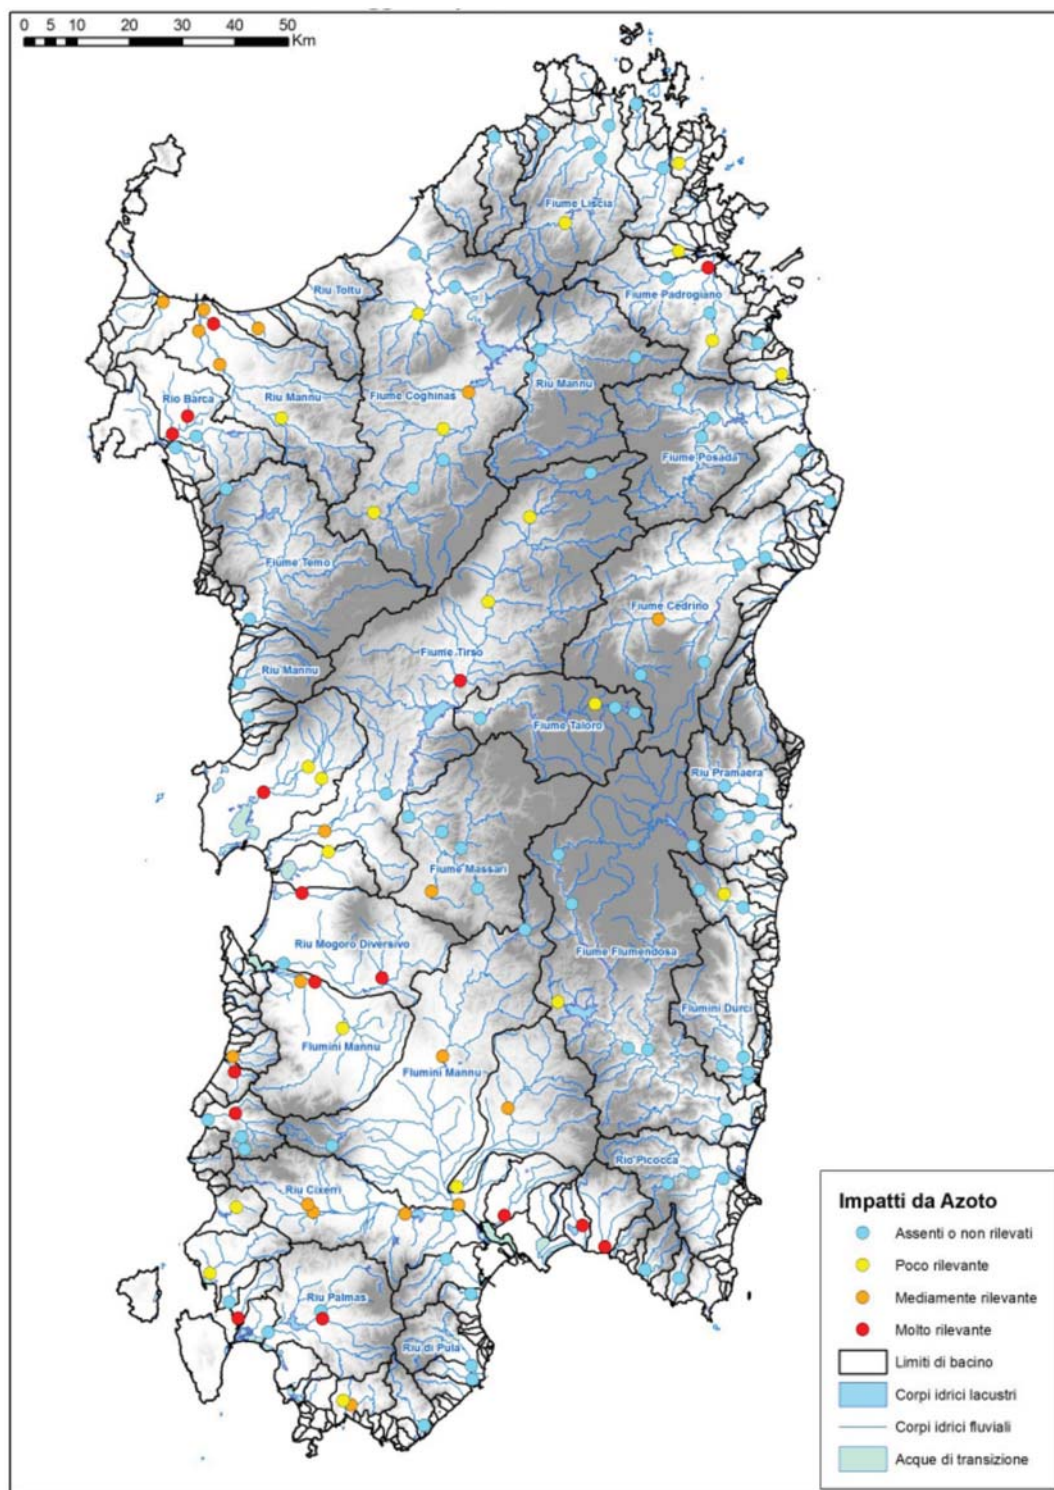 0 5 10 20 30 40 50
Km
Fiume Liscia
Riu Toltu
Fiume Padrogiano
Rio Barca
Riu Mannu
Fiume Coghinas
Riu Mannu
Fiume Posada
Fiume Temo
Fiume Cedrino
Fiume Tirso
Riu Mannu
Fiume Taloro
Riu Pramaera
Fiume Massari
Riu Mogoro Diversivo
Fiume Flumendosa
Flumini Durci
Flumini Mannu
Flumini Mannu
Rio Picocca
Riu Cixerri
Riu Palmas
Riu di Pula
Impatti da Azoto
Assenti o non rilevati
Poco rilevante
Mediamente rilevante
Molto rilevante
Limiti di bacino
Corpi idrici lacustri
Corpi idrici fluviali
Acque di transizione